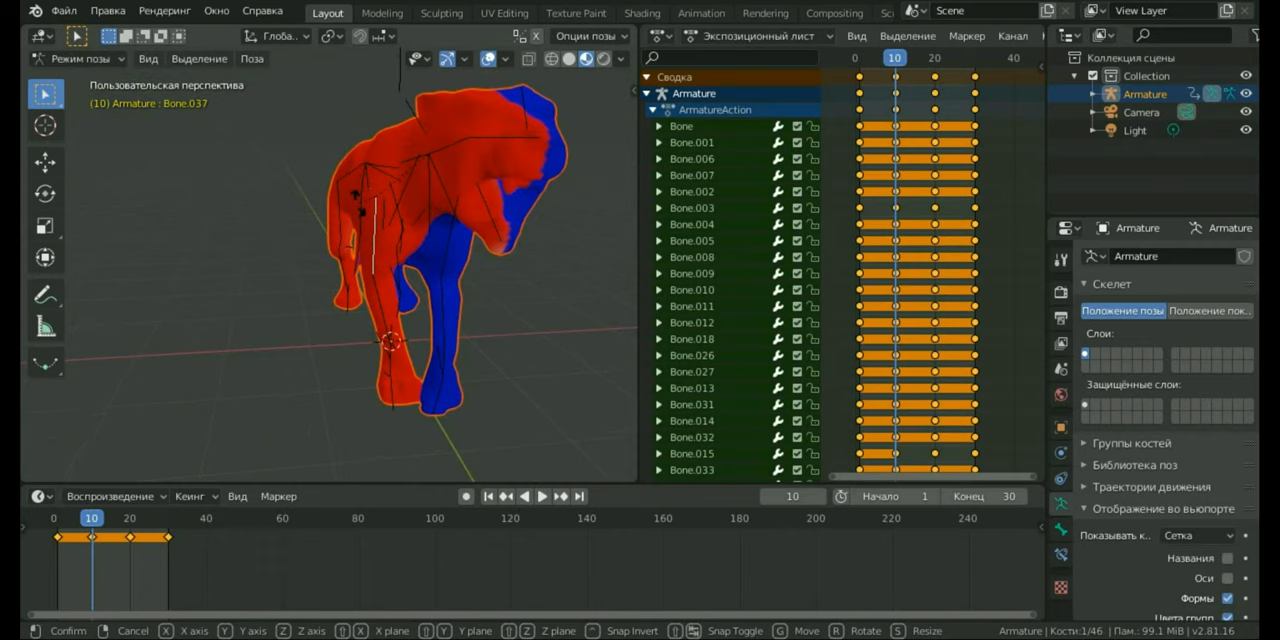 Файл Правка Рендеринг Окно Справка Layout Modeling Sculpting UV Editing Texture Paint Shading Animation Rendering Compositing Sc Scene View Layer
Глоба.. X Опции позы Экспозиционный лист Вид Выделение Маркер Канал
Режим позы Вид Выделение Поза
Пользовательская перспектива
(10) Armature : Bone.037
0 10 20 40
Сводка
Armature
ArmatureAction
Bone
Bone.001
Bone.006
Bone.007
Bone.002
Bone.003
Bone.004
Bone.005
Bone.008
Bone.009
Bone.010
Bone.011
Bone.012
Bone.018
Bone.026
Bone.027
Bone.013
Bone.031
Bone.014
Bone.032
Bone.015
Bone.033
Коллекция сцены
Collection
Armature
Camera
Light
Armature Armature
Armature
Скелет
Положение позы Положение пок..
Слои:
Защищённые слои:
Группы костей
Библиотека поз
Траектории движения
Отображение во вьюпорте
Показывать к.. Сетка
Названия
Оси
Формы
Цвета групп
Воспроизведение Кеинг Вид Маркер 10 Начало 1 Конец 30
0 10 20 40 60 80 100 120 140 160 180 200 220 240
Confirm Cancel X X axis Y Y axis Z Z axis X X plane Y Y plane Z Z plane Snap Invert Snap Toggle G Move R Rotate S Resize Armature | Кости:1/46 | Пам.: 99.1 MiB | v2.81.16